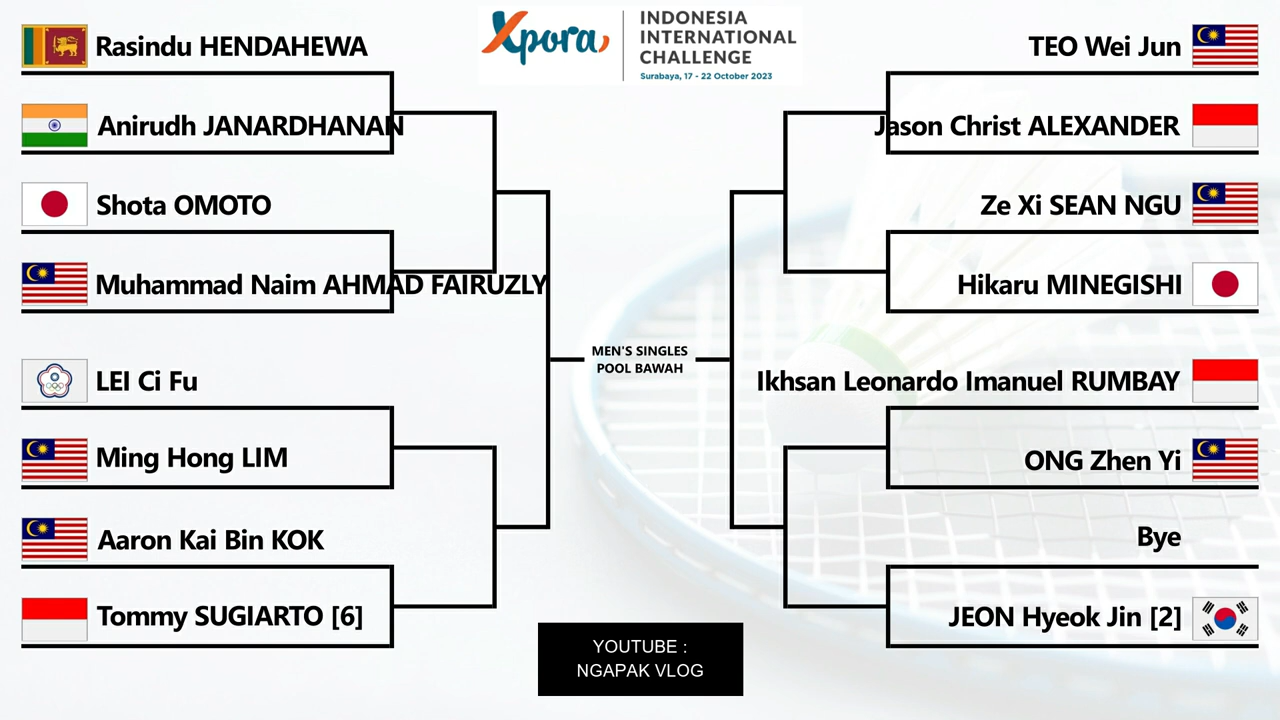 Xpora
INDONESIA
INTERNATIONAL
CHALLENGE
Surabaya, 17 - 22 October 2023
Rasindu HENDAHEWA
Anirudh JANARDHANAN
Shota OMOTO
Muhammad Naim AHMAD FAIRUZLY
LEI Ci Fu
Ming Hong LIM
Aaron Kai Bin KOK
Tommy SUGIARTO [6]
MEN'S SINGLES
POOL BAWAH
TEO Wei Jun
Jason Christ ALEXANDER
Ze Xi SEAN NGU
Hikaru MINEGISHI
Ikhsan Leonardo Imanuel RUMBAY
ONG Zhen Yi
Bye
JEON Hyeok Jin [2]
YOUTUBE :
NGAPAK VLOG